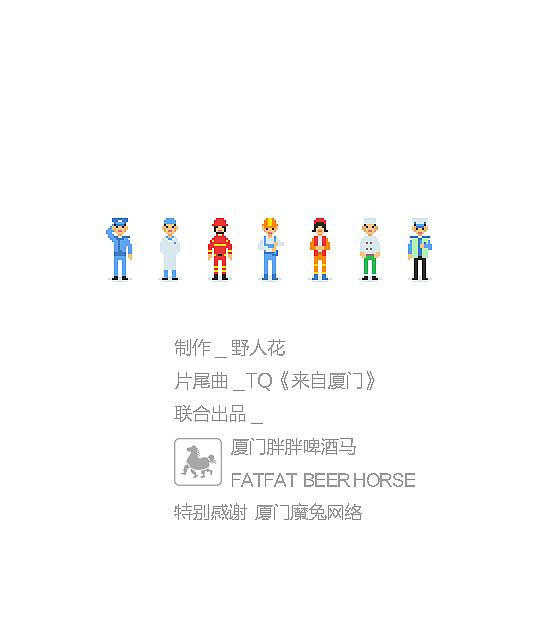 制作 _ 野人花
片尾曲 _TQ《来自厦门》
联合出品 _
厦门胖胖啤酒马
FATFAT BEER HORSE
特别感谢 厦门魔兔网络